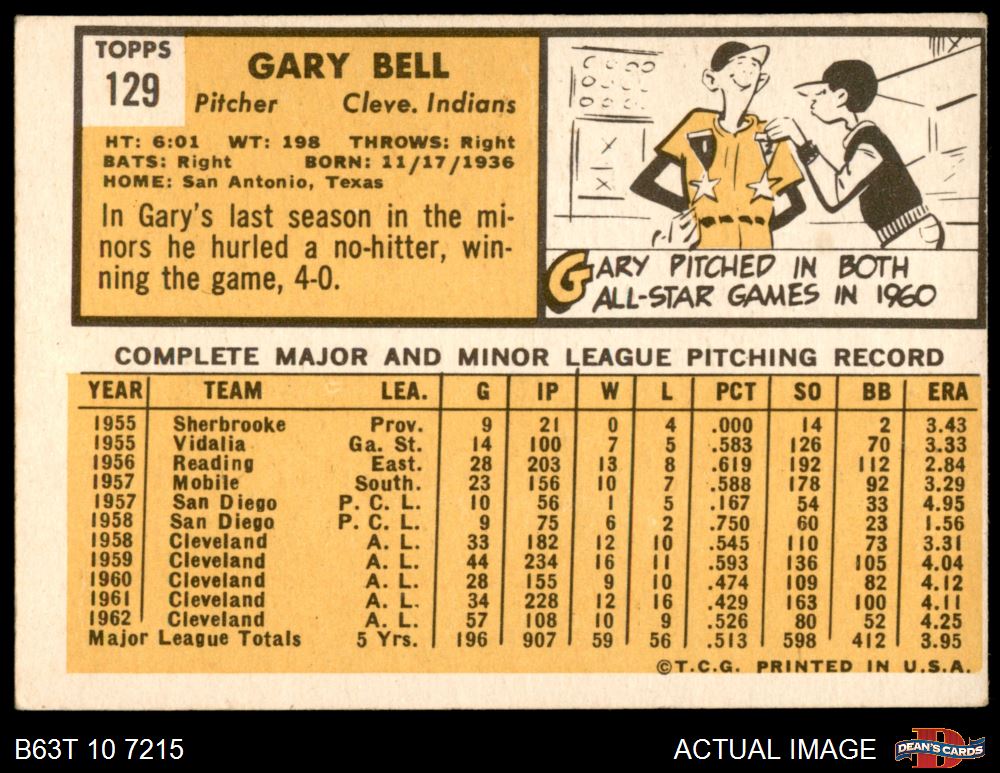 TOPPS
129
GARY BELL
Pitcher Cleve. Indians
HT: 6:01 WT: 198 THROWS: Right
BATS: Right BORN: 11/17/1936
HOME: San Antonio, Texas
In Gary's last season in the mi-
nors he hurled a no-hitter, win-
ning the game, 4-0.
GARY PITCHED IN BOTH
ALL-STAR GAMES IN 1960
COMPLETE MAJOR AND MINOR LEAGUE PITCHING RECORD
YEAR TEAM LEA. G IP W L PCT SO BB ERA
1955 Sherbrooke Prov. 9 21 0 4 .000 14 2 3.43
1955 Vidalia Ga. St. 14 100 7 5 .583 126 70 3.33
1956 Reading East. 28 203 13 8 .619 192 112 2.84
1957 Mobile South. 23 156 10 7 .588 178 92 3.29
1957 San Diego P. C. L. 10 56 1 5 .167 54 33 4.95
1958 San Diego P. C. L. 9 75 6 2 .750 60 23 1.56
1958 Cleveland A. L. 33 182 12 10 .545 110 73 3.31
1959 Cleveland A. L. 44 234 16 11 .593 136 105 4.04
1960 Cleveland A. L. 28 155 9 10 .474 109 82 4.12
1961 Cleveland A. L. 34 228 12 16 .429 163 100 4.11
1962 Cleveland A. L. 57 108 10 9 .526 80 52 4.25
Major League Totals 5 Yrs. 196 907 59 56 .513 598 412 3.95
©T.C.G. PRINTED IN U.S.A.
B63T 10 7215
ACTUAL IMAGE
DEAN'S CARDS